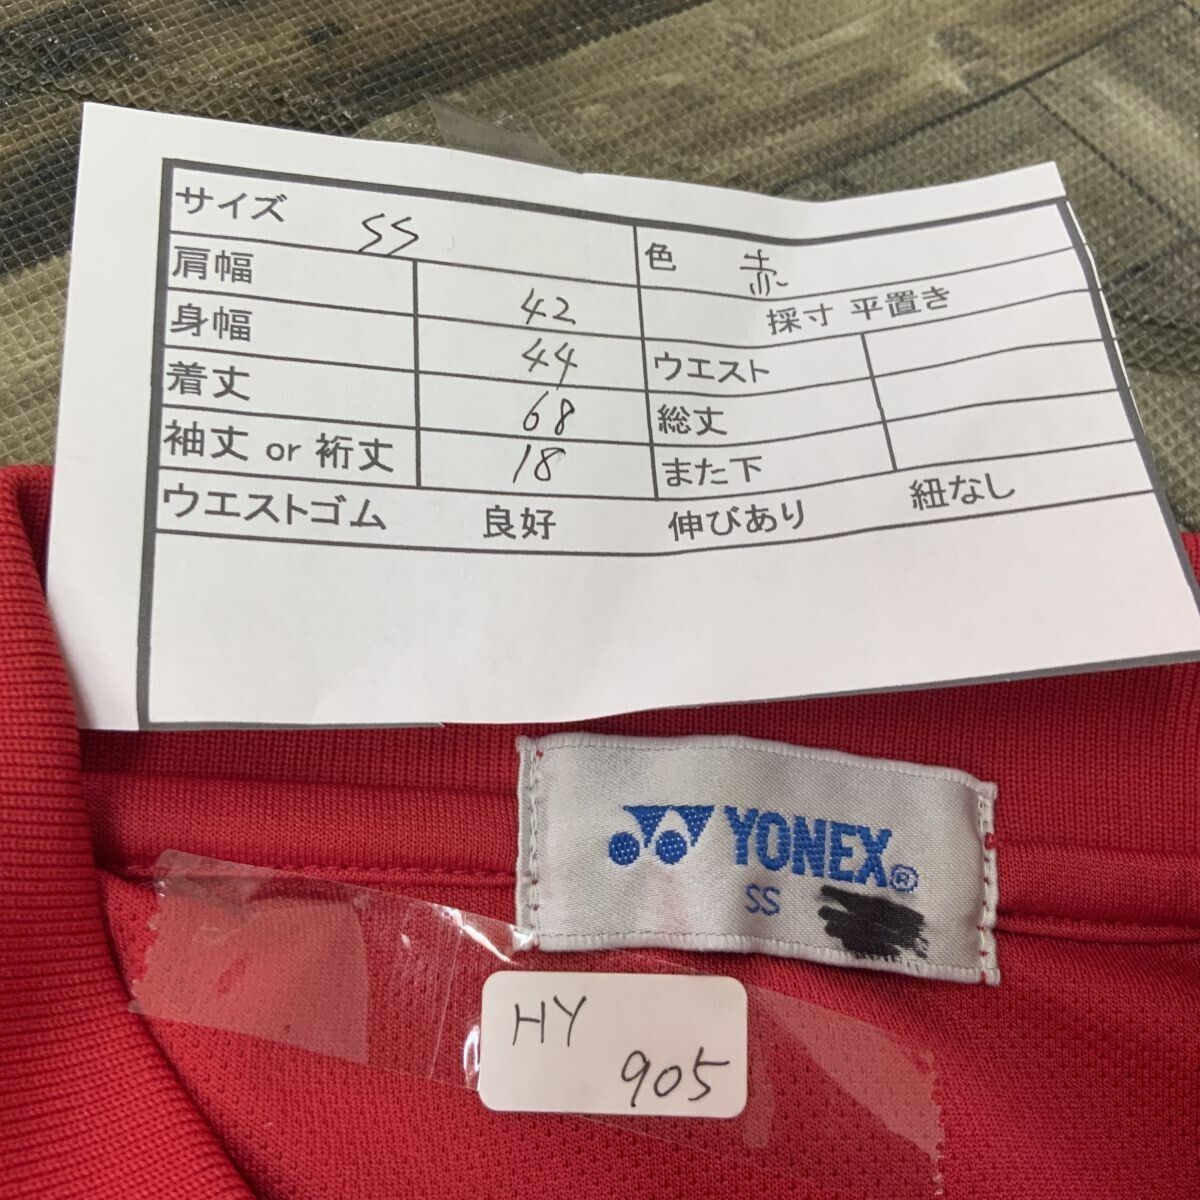 サイズ SS 色 赤
肩幅 42 採寸 平置き
身幅 44 ウエスト
着丈 68 総丈
袖丈 or 裄丈 18 また下
ウエストゴム 良好 伸びあり 紐なし
YONEX®
SS
HY
905